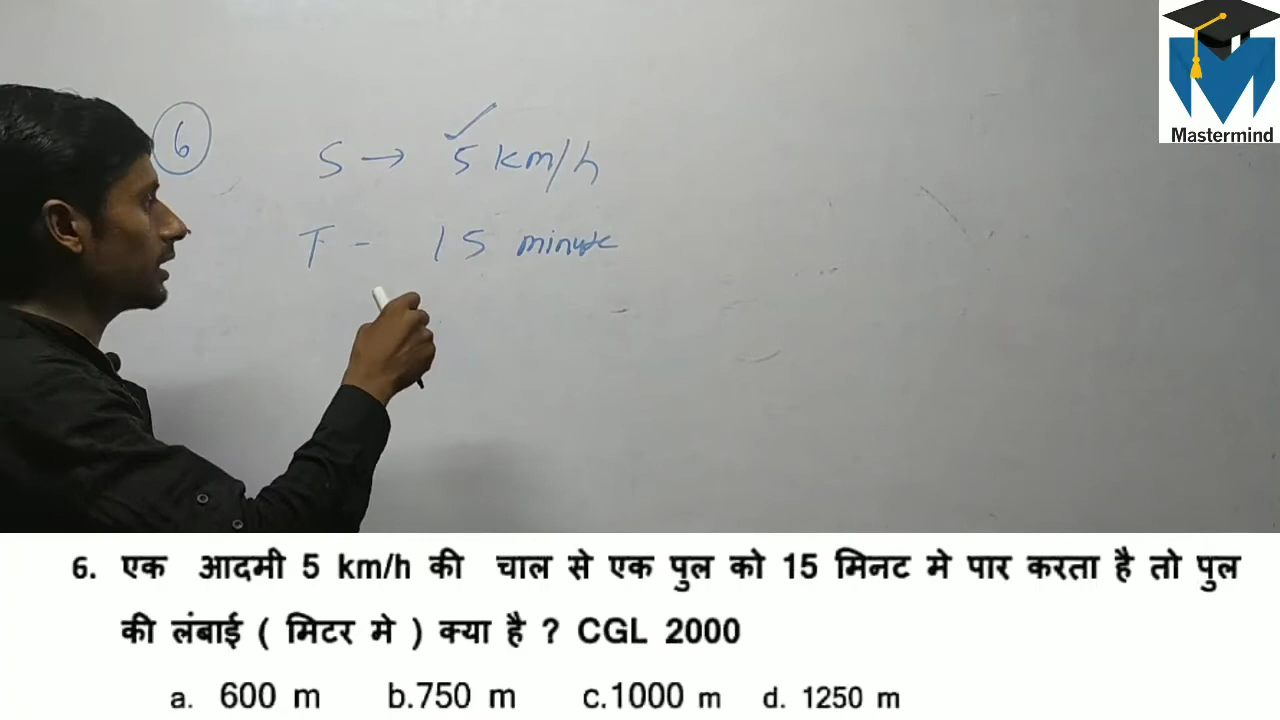 Mastermind
6
S → 5 km/h
T - 15 minute
6. एक आदमी 5 km/h की चाल से एक पुल को 15 मिनट मे पार करता है तो पुल
की लंबाई ( मिटर मे ) क्या है ? CGL 2000
a. 600 m b.750 m c.1000 m d. 1250 m